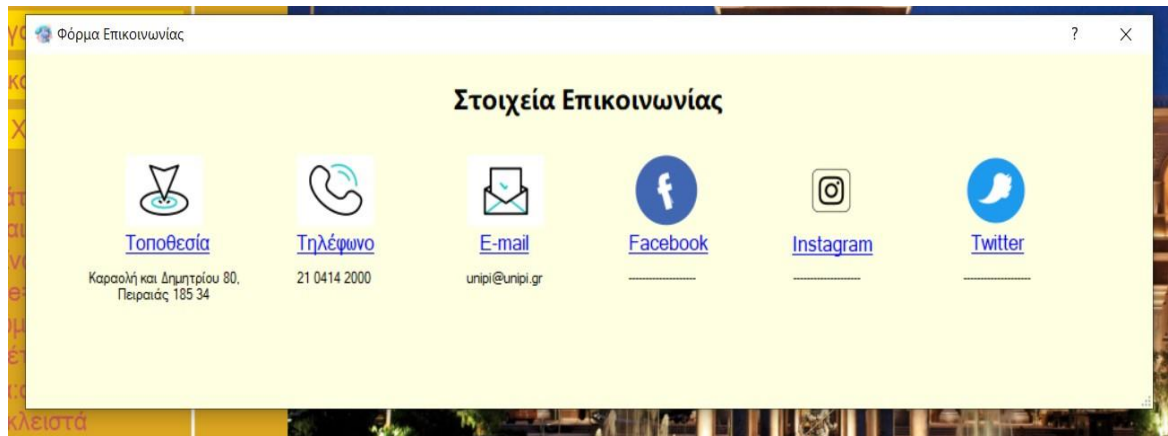 Φόρμα Επικοινωνίας
?
Στοιχεία Επικοινωνίας
Τοποθεσία
Καραολή και Δημητρίου 80,
Πειραιάς 185 34
Τηλέφωνο
21 0414 2000
E-mail
unipi@unipi.gr
Facebook
--------------------
Instagram
--------------------
Twitter
--------------------
κλειστά